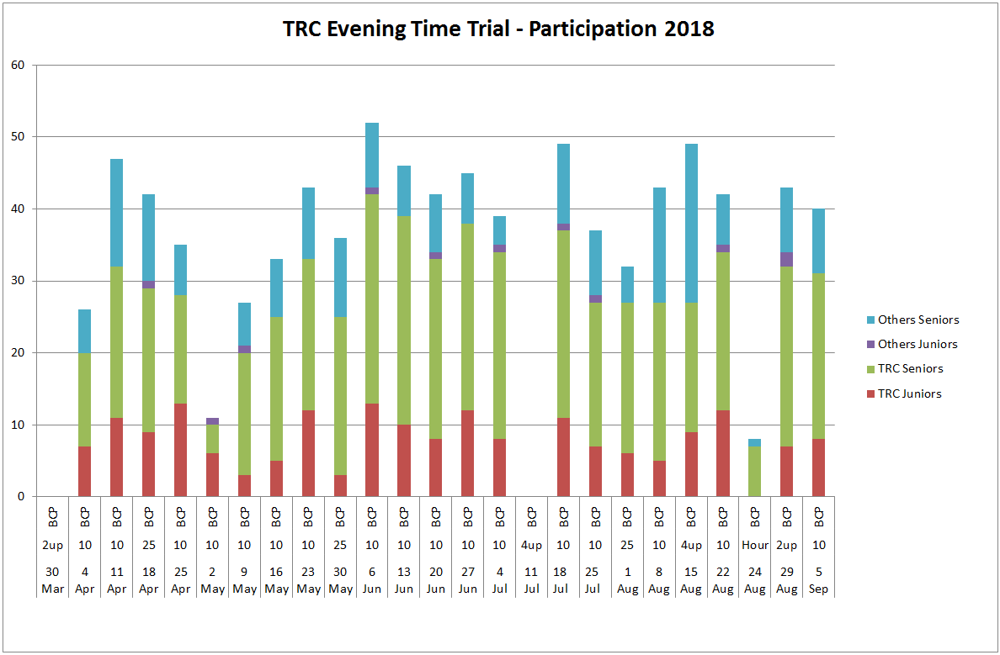 TRC Evening Time Trial - Participation 2018
60
50
40
30
20
10
0
BCP BCP BCP BCP BCP BCP BCP BCP BCP BCP BCP BCP BCP BCP BCP BCP BCP BCP BCP BCP BCP BCP BCP BCP
2up 10 10 25 10 10 10 10 10 25 10 10 10 10 10 4up 10 10 25 10 4up 10 Hour 2up 10
30 4 11 18 25 2 9 16 23 30 6 13 20 27 4 11 18 25 1 8 15 22 24 29 5
Mar Apr Apr Apr Apr May May May May May Jun Jun Jun Jun Jul Jul Jul Jul Aug Aug Aug Aug Aug Aug Sep
Others Seniors
Others Juniors
TRC Seniors
TRC Juniors